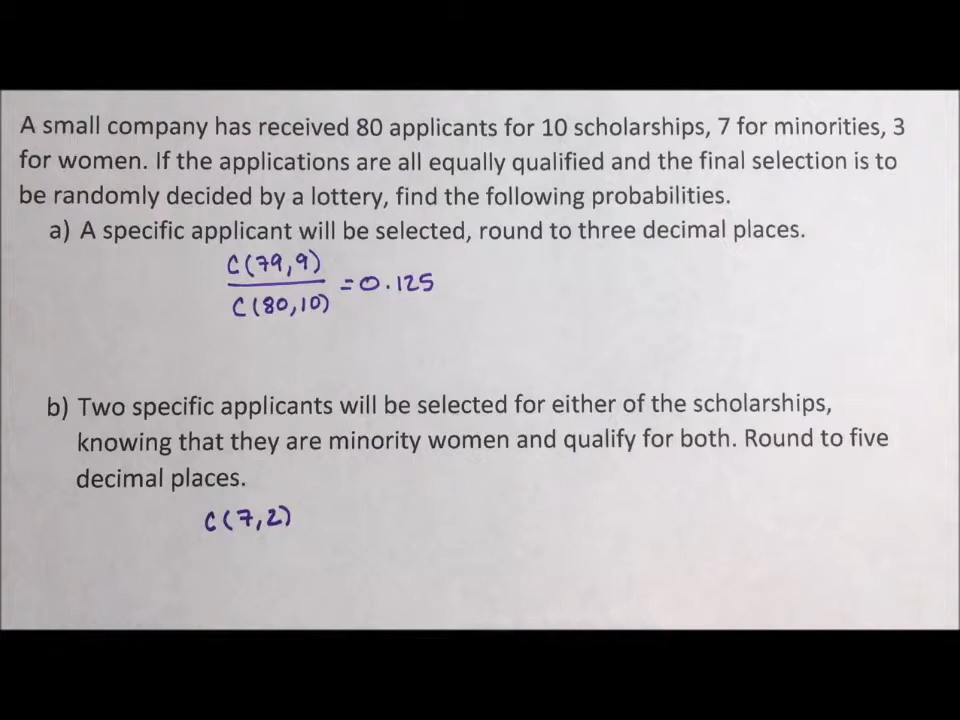 A small company has received 80 applicants for 10 scholarships, 7 for minorities, 3
for women. If the applications are all equally qualified and the final selection is to
be randomly decided by a lottery, find the following probabilities.
a) A specific applicant will be selected, round to three decimal places.
C(79,9)
C(80,10) = 0.125
b) Two specific applicants will be selected for either of the scholarships,
knowing that they are minority women and qualify for both. Round to five
decimal places.
C(7,2)